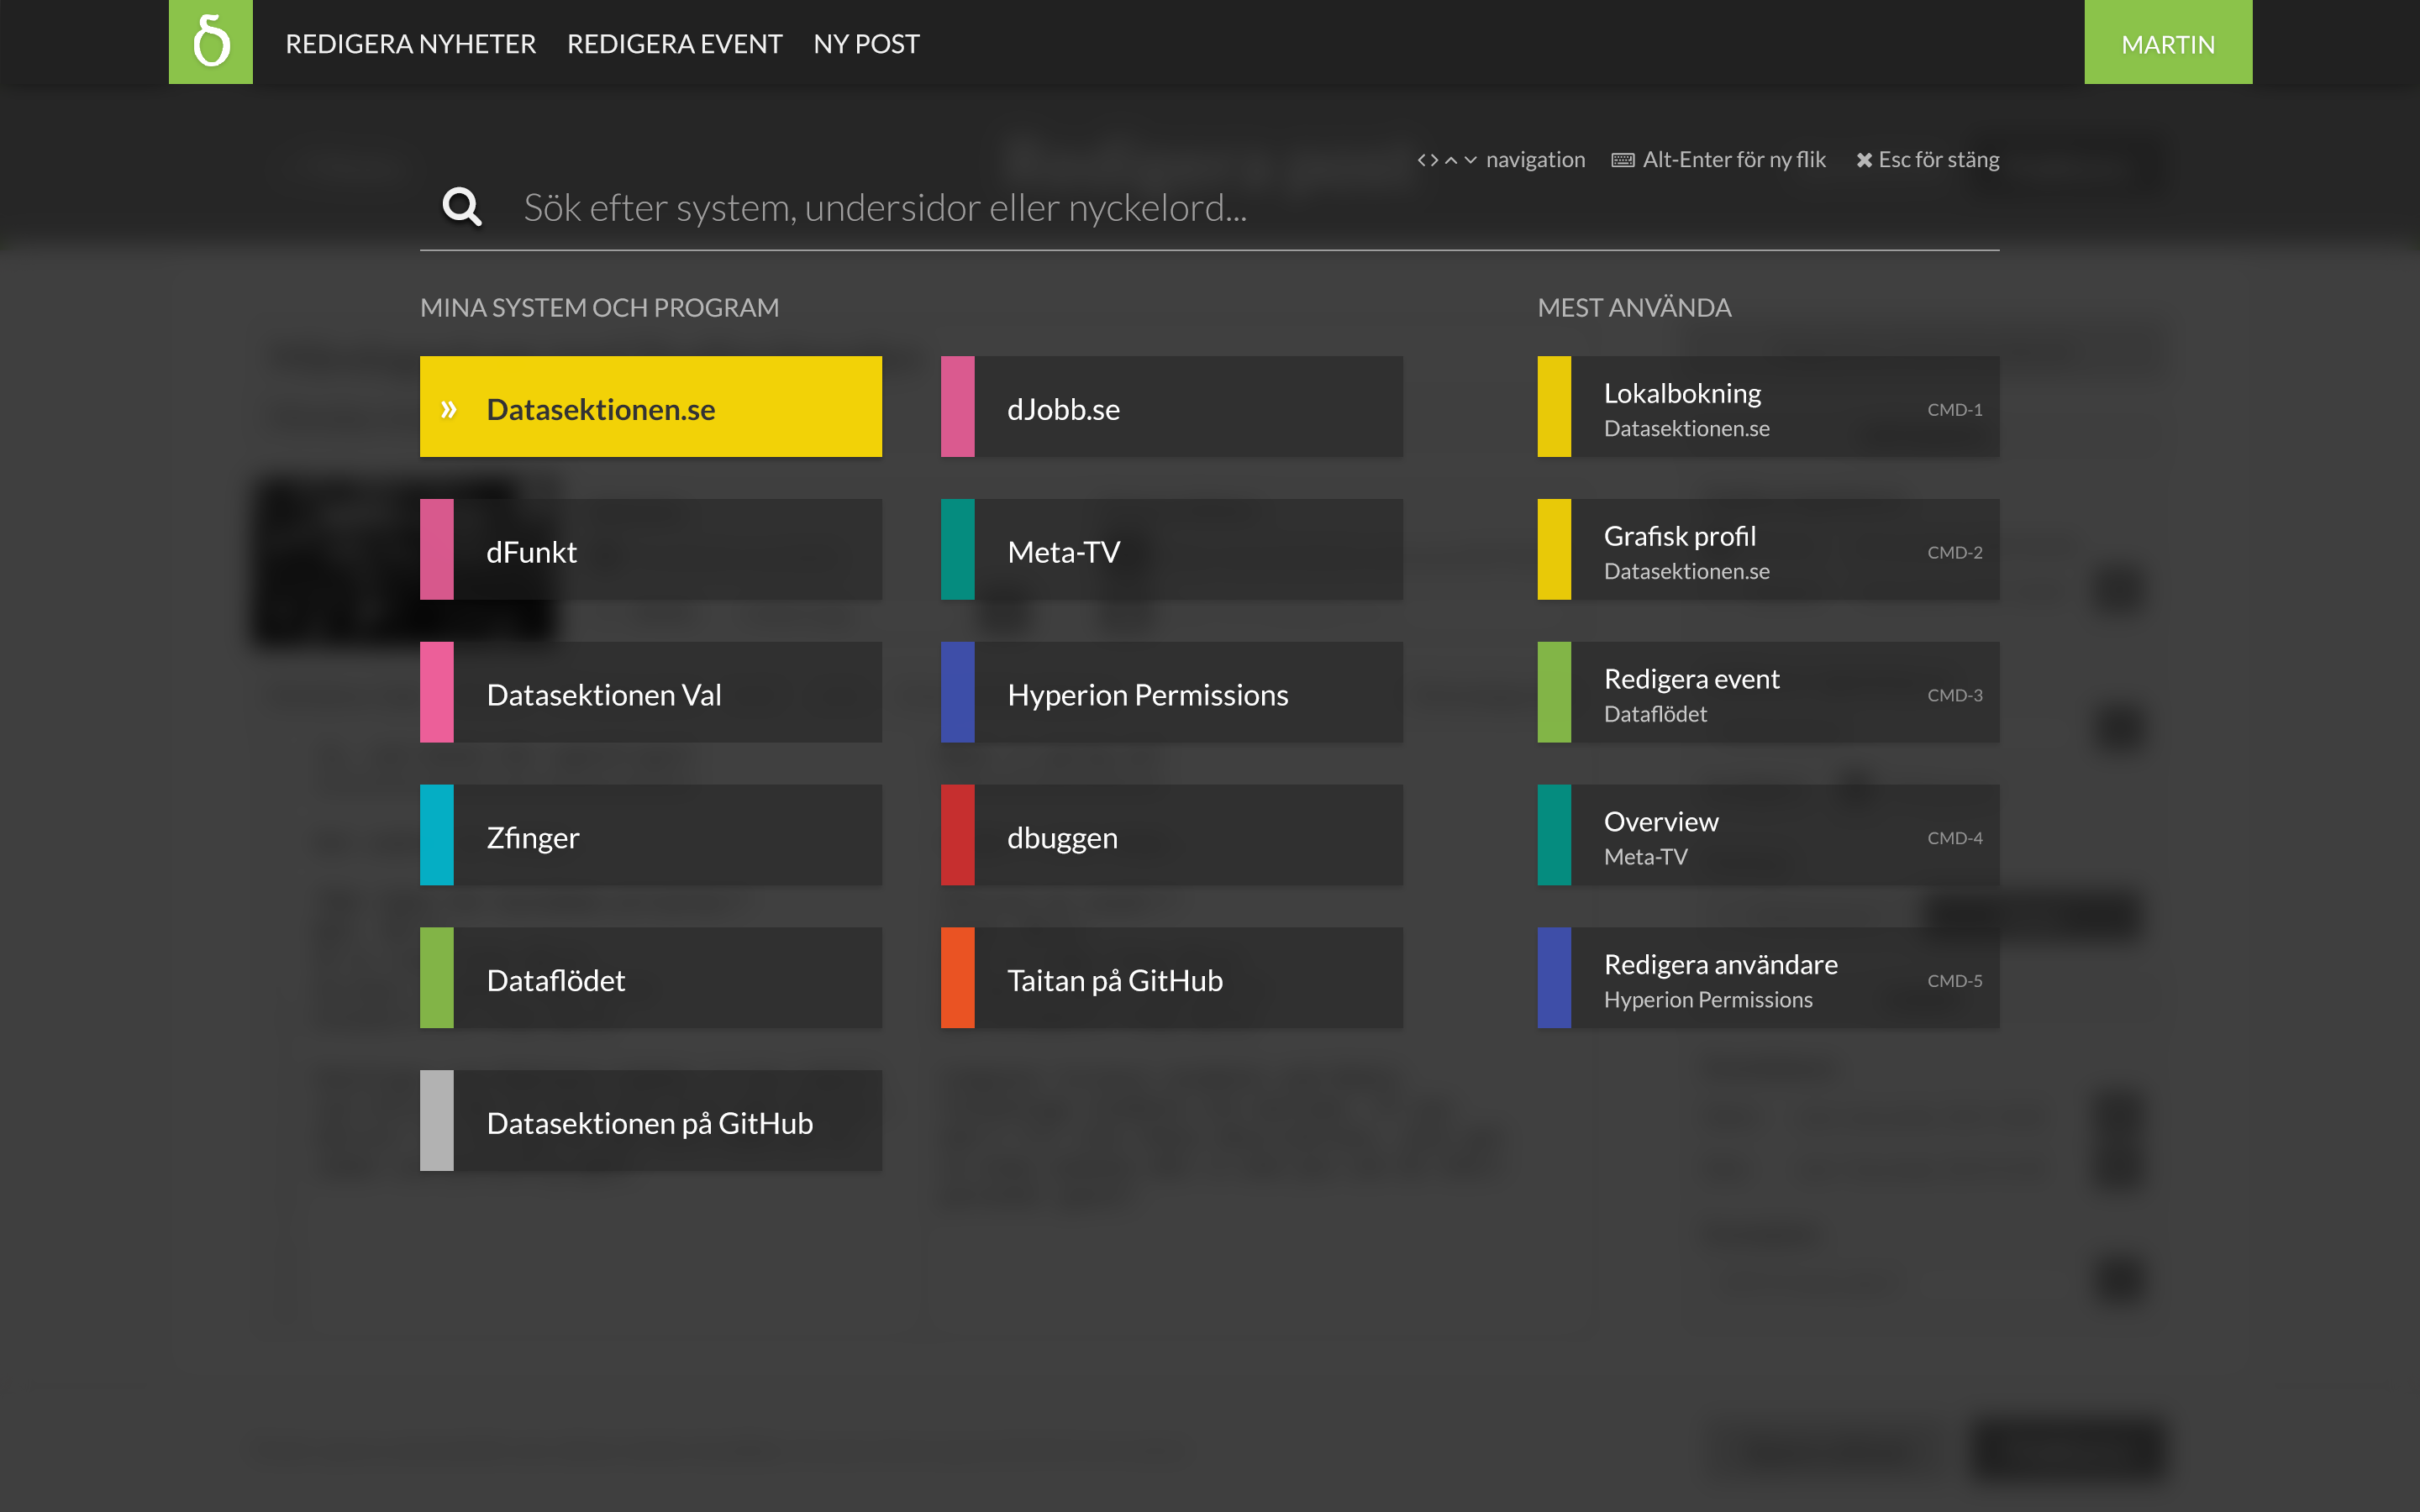 δ
REDIGERA NYHETER REDIGERA EVENT NY POST
MARTIN
navigation Alt-Enter för ny flik Esc för stäng
Sök efter system, undersidor eller nyckelord...
MINA SYSTEM OCH PROGRAM
» Datasektionen.se
dJobb.se
dFunkt
Meta-TV
Datasektionen Val
Hyperion Permissions
Zfinger
dbuggen
Dataflödet
Taitan på GitHub
Datasektionen på GitHub
MEST ANVÄNDA
Lokalbokning
Datasektionen.se
CMD-1
Grafisk profil
Datasektionen.se
CMD-2
Redigera event
Dataflödet
CMD-3
Overview
Meta-TV
CMD-4
Redigera användare
Hyperion Permissions
CMD-5